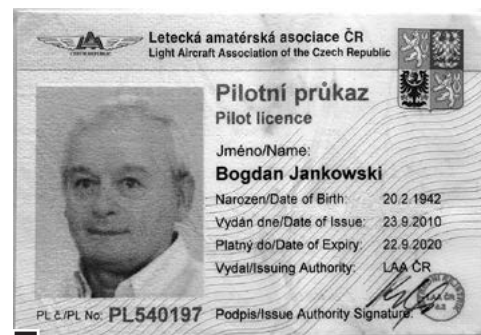 Letecká amatérská asociace ČR
Light Aircraft Association of the Czech Republic
Pilotní průkaz
Pilot licence
Jméno/Name:
Bogdan Jankowski
Narozen/Date of Birth: 20.2.1942
Vydán dne/Date of Issue: 23.9.2010
Platný do/Date of Expiry: 22.9.2020
Vydal/Issuing Authority: LAA ČR
PL č./PL No: PL540197 Podpis/Issue Authority Signature:
LAA ČR